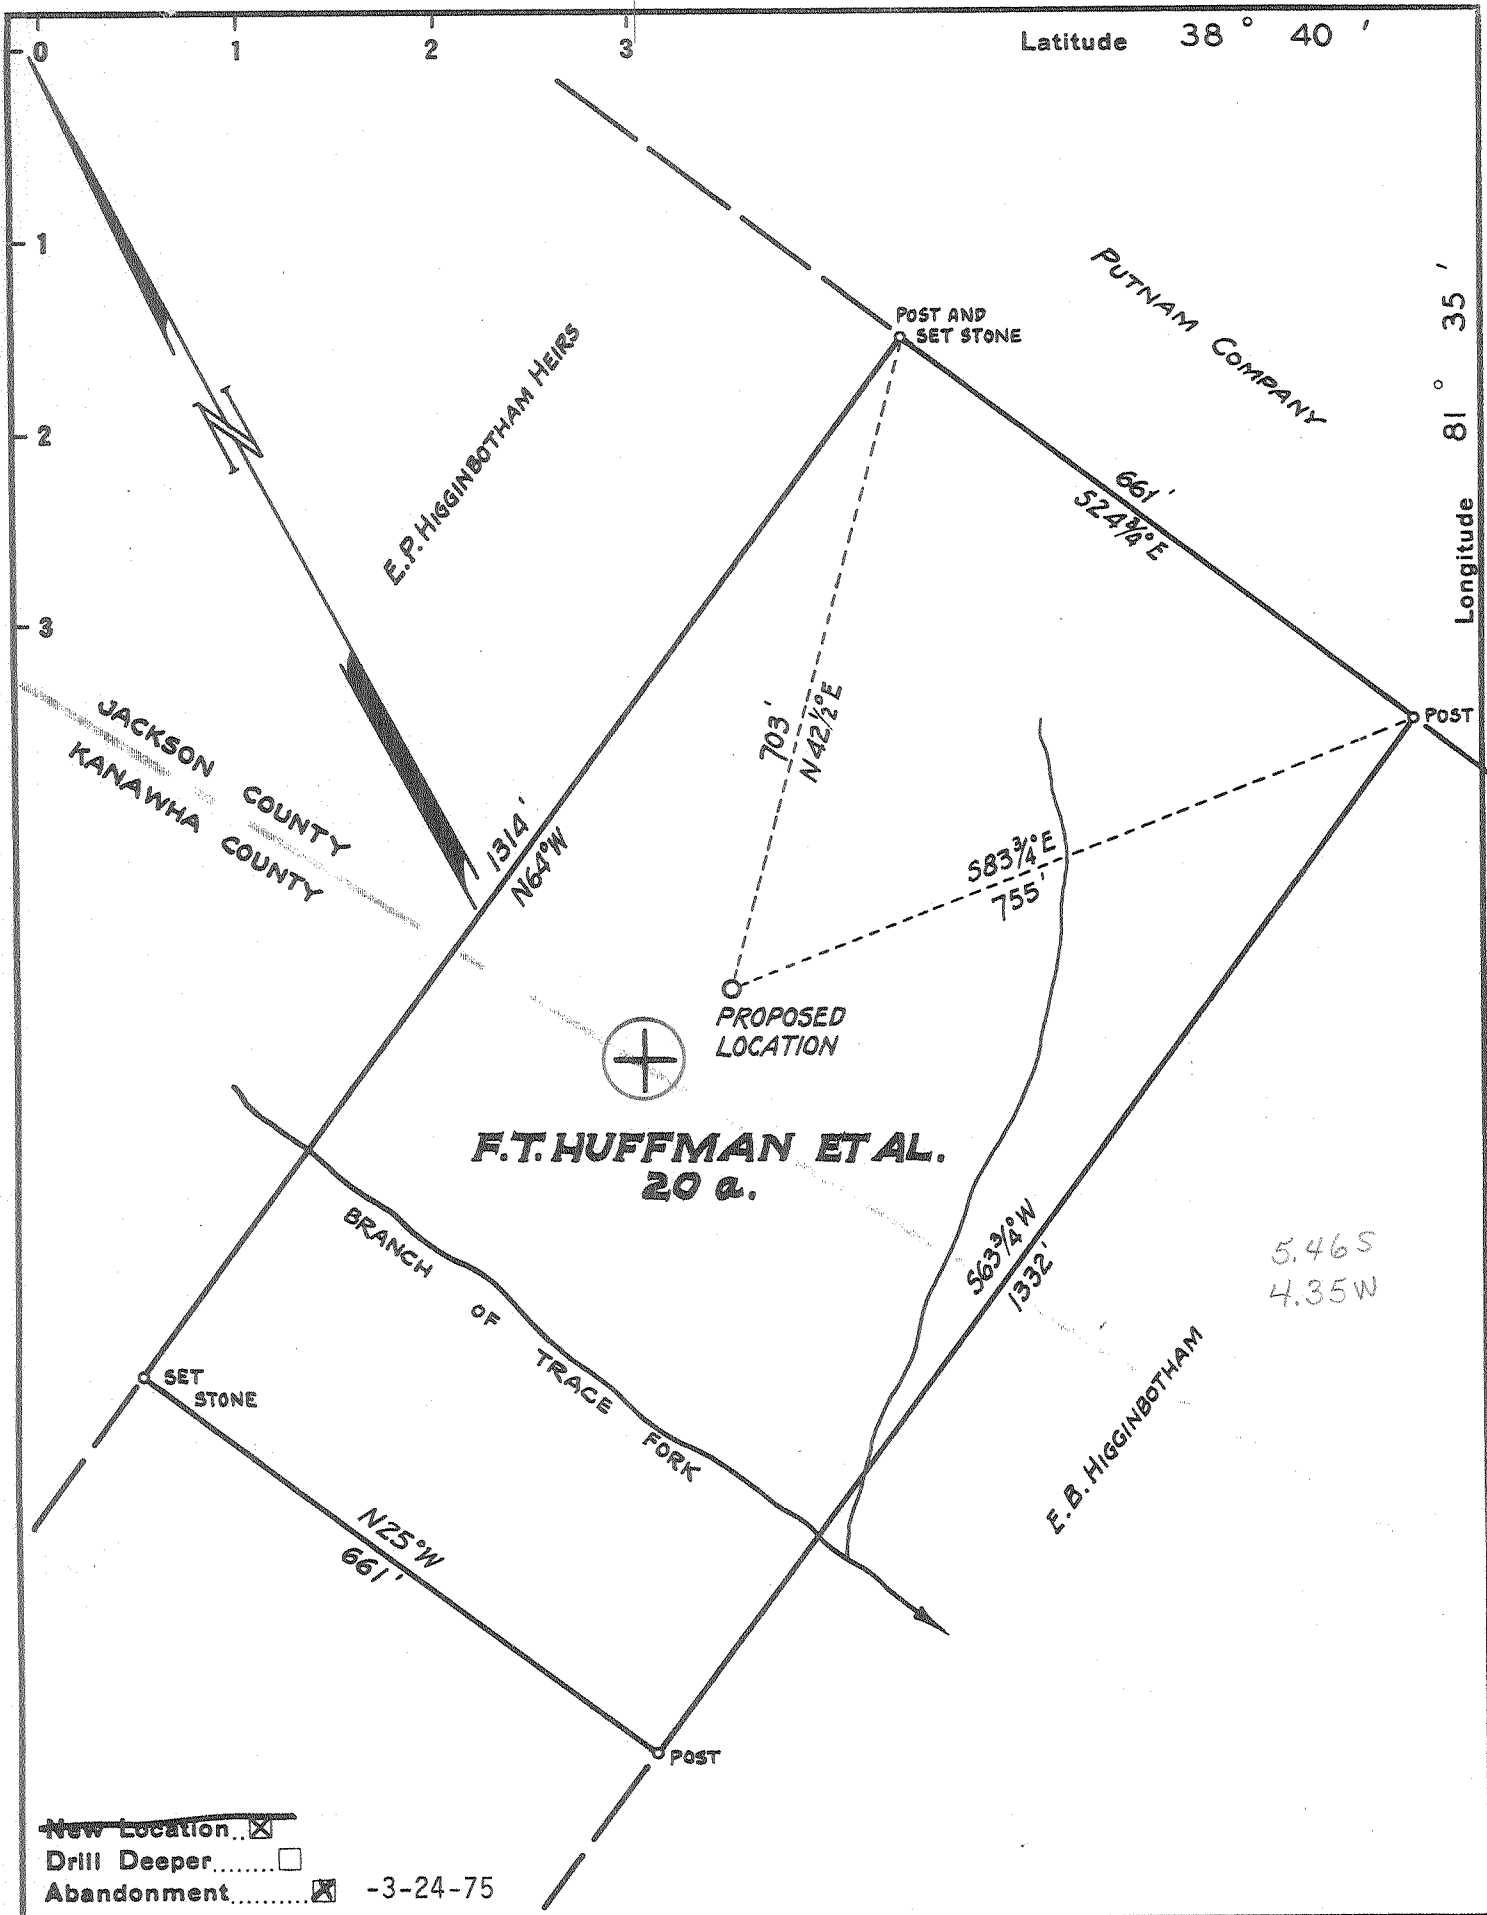 0 1 2 3
Latitude 38 ° 40 '
1
2
3
Longitude 81 ° 35 '
PUTNAM COMPANY
POST AND
SET STONE
E.P. HIGGINBOTHAM HEIRS
N
661'
S24¾°E
POST
703'
N42½°E
JACKSON COUNTY
KANAWHA COUNTY
1314'
N64°W
S83¾°E
755'
PROPOSED
LOCATION
F.T. HUFFMAN ET AL.
20 a.
BRANCH OF TRACE FORK
S63¾°W
1332'
5.46 S
4.35 W
E.B. HIGGINBOTHAM
SET
STONE
N25°W
661'
POST
New Location..☒
Drill Deeper.......☐
Abandonment.........☒ -3-24-75